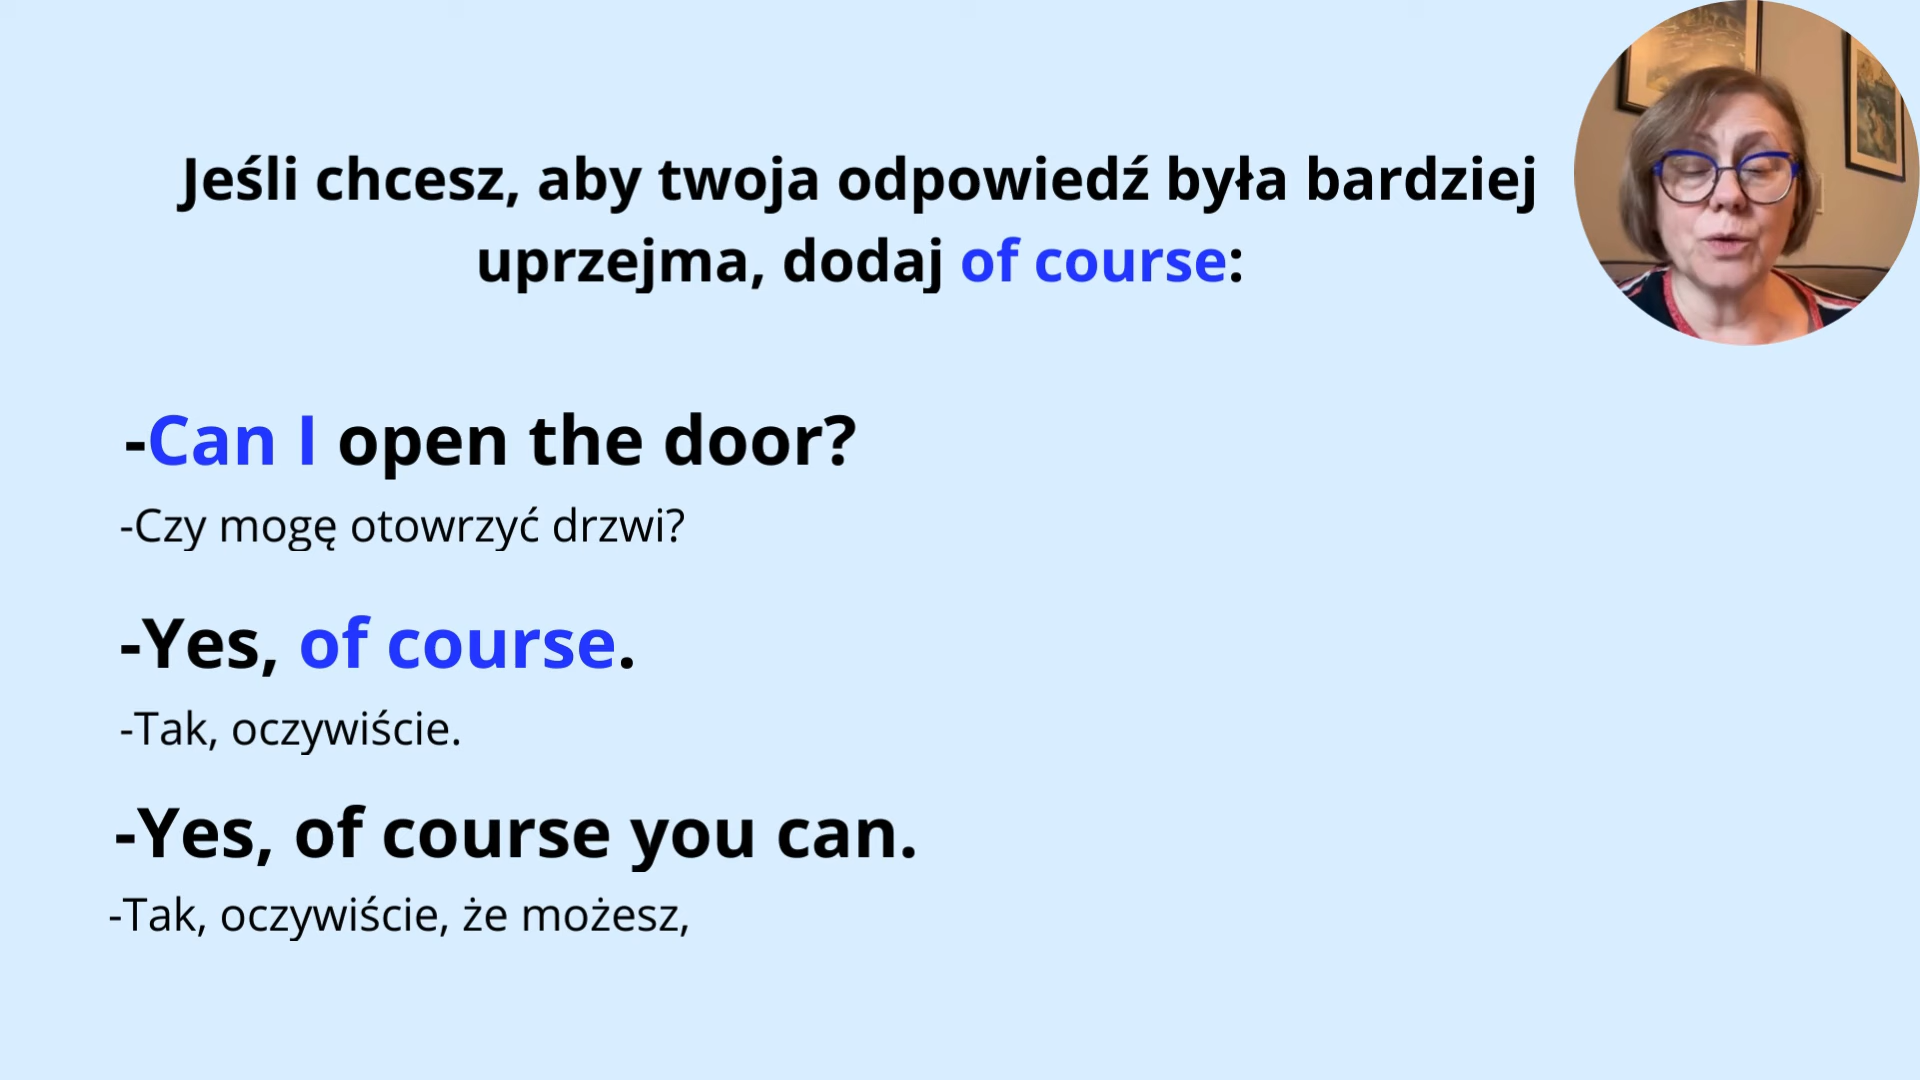 Jeśli chcesz, aby twoja odpowiedź była bardziej
uprzejma, dodaj of course:
-Can I open the door?
-Czy mogę otowrzyć drzwi?
-Yes, of course.
-Tak, oczywiście.
-Yes, of course you can.
-Tak, oczywiście, że możesz,